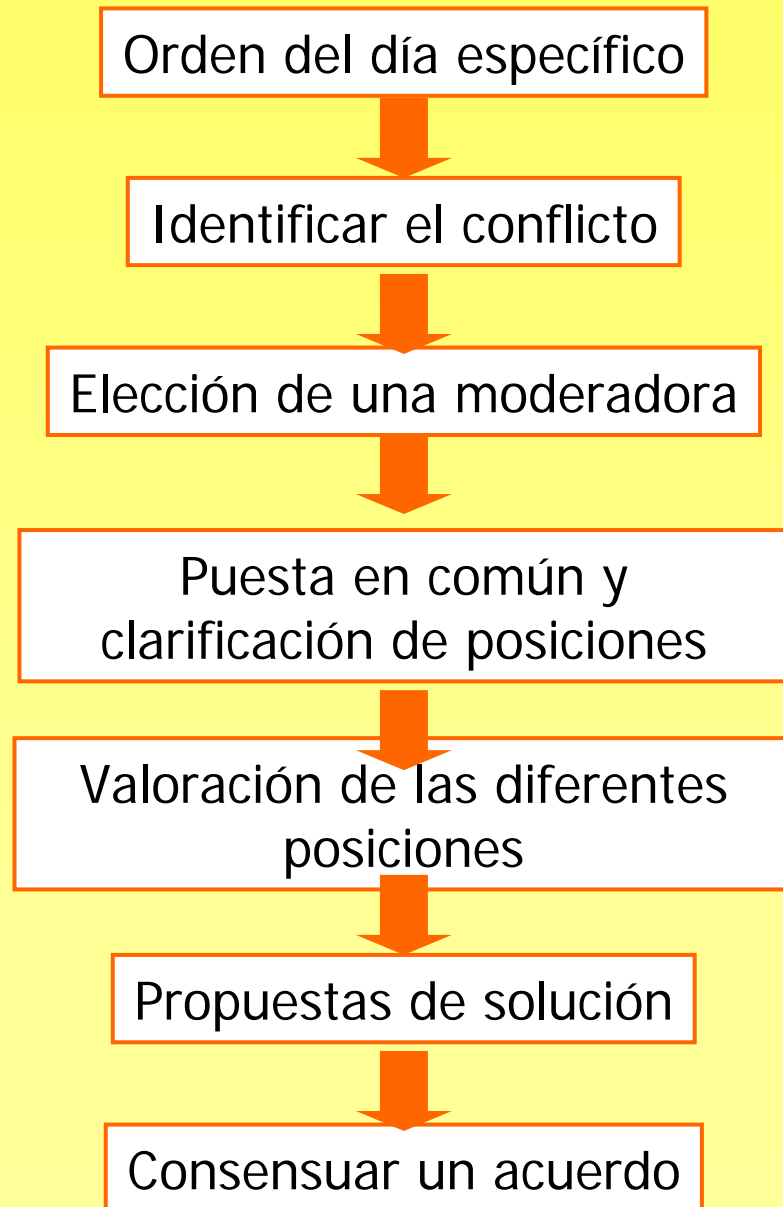 Orden del día específico
Identificar el conflicto
Elección de una moderadora
Puesta en común y
clarificación de posiciones
Valoración de las diferentes
posiciones
Propuestas de solución
Consensuar un acuerdo